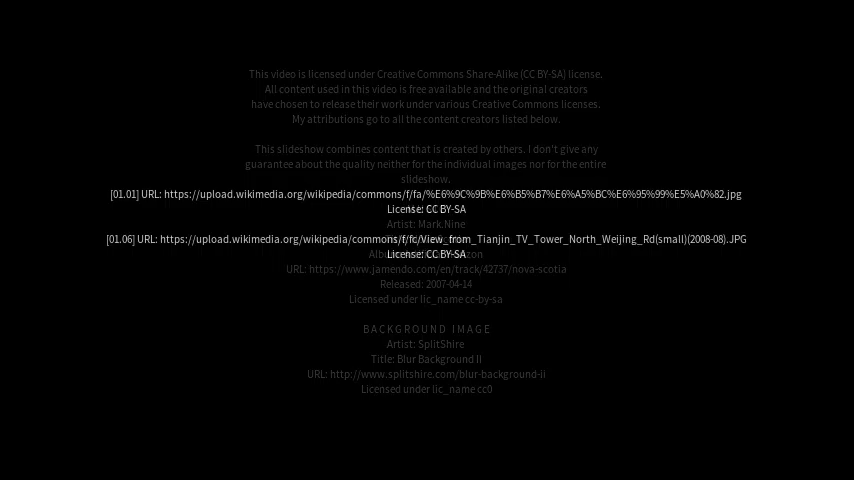 This video is licensed under Creative Commons Share-Alike (CC BY-SA) license.
All content used in this video is free available and the original creators
have chosen to release their work under various Creative Commons licenses.
My attributions go to all the content creators listed below.
This slideshow combines content that is created by others. I don't give any
guarantee about the quality neither for the individual images nor for the entire
slideshow.
[01.01] URL: https://upload.wikimedia.org/wikipedia/commons/f/fa/%E6%9C%9B%E6%B5%B7%E6%A5%BC%E6%95%99%E5%A0%82.jpg
License: CC BY-SA
Artist: Mark.Nine
[01.06] URL: https://upload.wikimedia.org/wikipedia/commons/f/fc/View_from_Tianjin_TV_Tower_North_Weijing_Rd(small)(2008-08).JPG
License: CC BY-SA
URL: https://www.jamendo.com/en/track/42737/nova-scotia
Released: 2007-04-14
Licensed under lic_name cc-by-sa
BACKGROUND IMAGE
Artist: SplitShire
Title: Blur Background II
URL: http://www.splitshire.com/blur-background-ii
Licensed under lic_name cc0